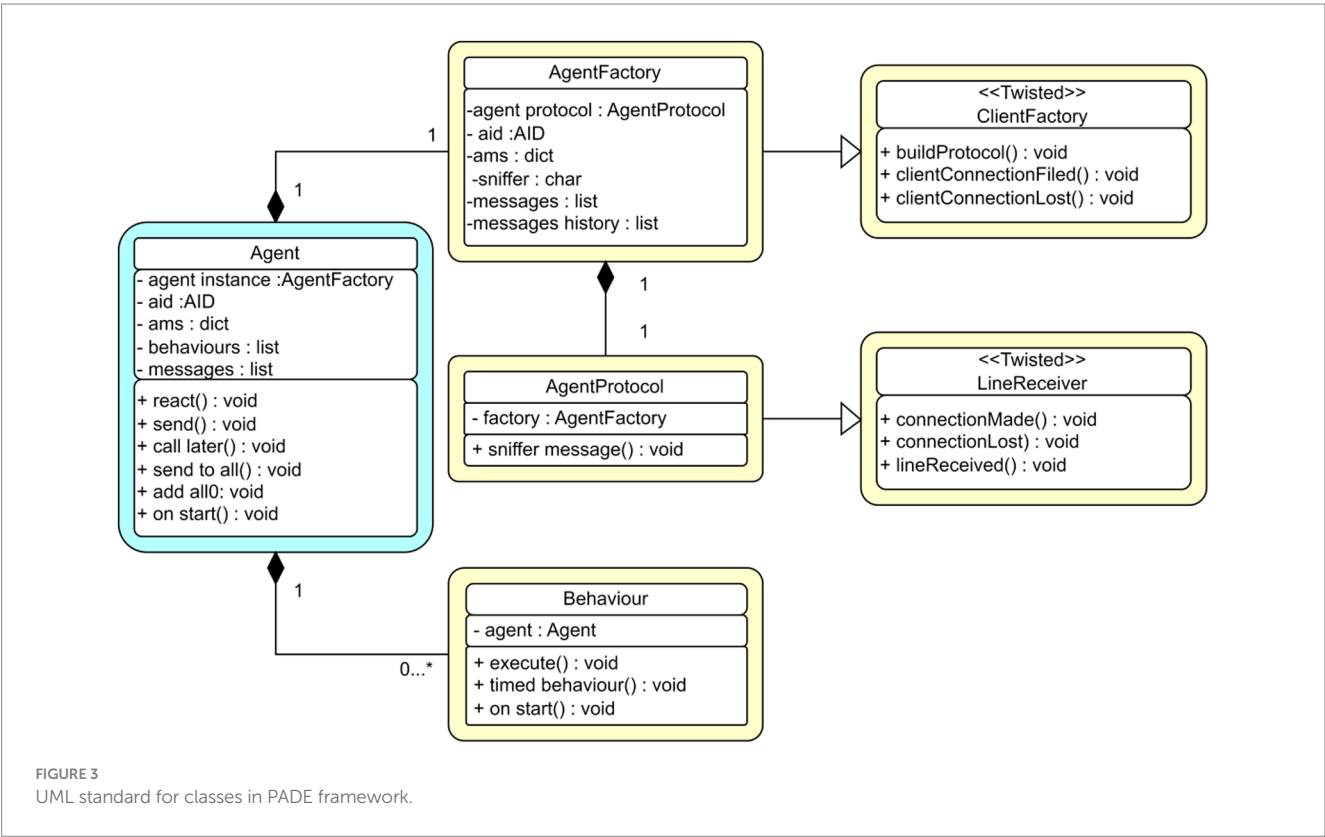 AgentFactory
-agent protocol : AgentProtocol
- aid :AID
-ams : dict
-sniffer : char
-messages : list
-messages history : list
<<Twisted>>
ClientFactory
+ buildProtocol() : void
+ clientConnectionFiled() : void
+ clientConnectionLost() : void
1
1
Agent
- agent instance :AgentFactory
- aid :AID
- ams : dict
- behaviours : list
- messages : list
+ react() : void
+ send() : void
+ call later() : void
+ send to all() : void
+ add all0: void
+ on start() : void
1
1
AgentProtocol
- factory : AgentFactory
+ sniffer message() : void
<<Twisted>>
LineReceiver
+ connectionMade() : void
+ connectionLost) : void
+ lineReceived() : void
1
0...*
Behaviour
- agent : Agent
+ execute() : void
+ timed behaviour() : void
+ on start() : void
FIGURE 3
UML standard for classes in PADE framework.